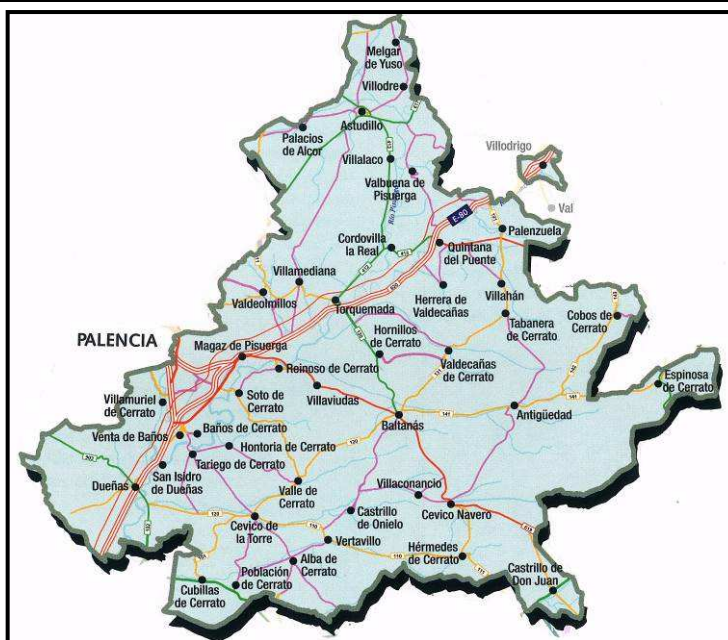 Melgar
de Yuso
Villodre
Astudillo
Palacios
de Alcor
Villalaco
Valbuena de
Pisuerga
Villodrigo
Val
E-80
Palenzuela
Cordovilla
la Real
Quintana
del Puente
Villamediana
Valdeolmillos
Torquemada
Herrera de
Valdecañas
Villahán
Tabanera
de Cerrato
Cobos de
Cerrato
Hornillos
de Cerrato
PALENCIA
Magaz de Pisuerga
Reinoso de Cerrato
Valdecañas
de Cerrato
Espinosa
de Cerrato
Villamuriel
de Cerrato
Soto de
Cerrato
Villaviudas
Baltanás
Antigüedad
Venta de Baños
Baños de Cerrato
Hontoria de Cerrato
Tariego de Cerrato
San Isidro
de Dueñas
Dueñas
Valle de
Cerrato
Villaconancio
Castrillo
de Onielo
Cevico Navero
Cevico de
la Torre
Vertavillo
Hérmedes
de Cerrato
Alba de
Cerrato
Población
de Cerrato
Cubillas
de Cerrato
Castrillo de
Don Juan